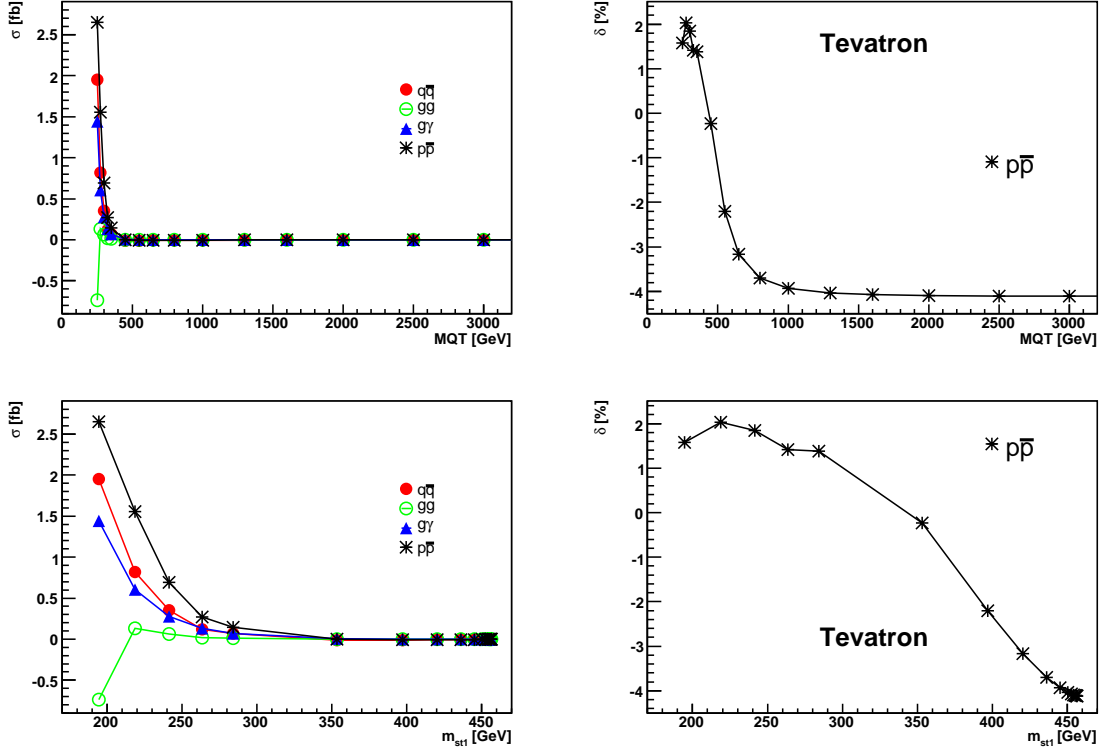 σ [fb]
2.5
2
1.5
1
0.5
0
-0.5
qq̅
gg
gγ
pp̅
0 500 1000 1500 2000 2500 3000
MQT [GeV]
δ [%]
2
1
0
-1
-2
-3
-4
Tevatron
pp̅
0 500 1000 1500 2000 2500 3000
MQT [GeV]
σ [fb]
2.5
2
1.5
1
0.5
0
-0.5
qq̅
gg
gγ
pp̅
200 250 300 350 400 450
m_st1 [GeV]
δ [%]
2
1
0
-1
-2
-3
-4
pp̅
Tevatron
200 250 300 350 400 450
m_st1 [GeV]